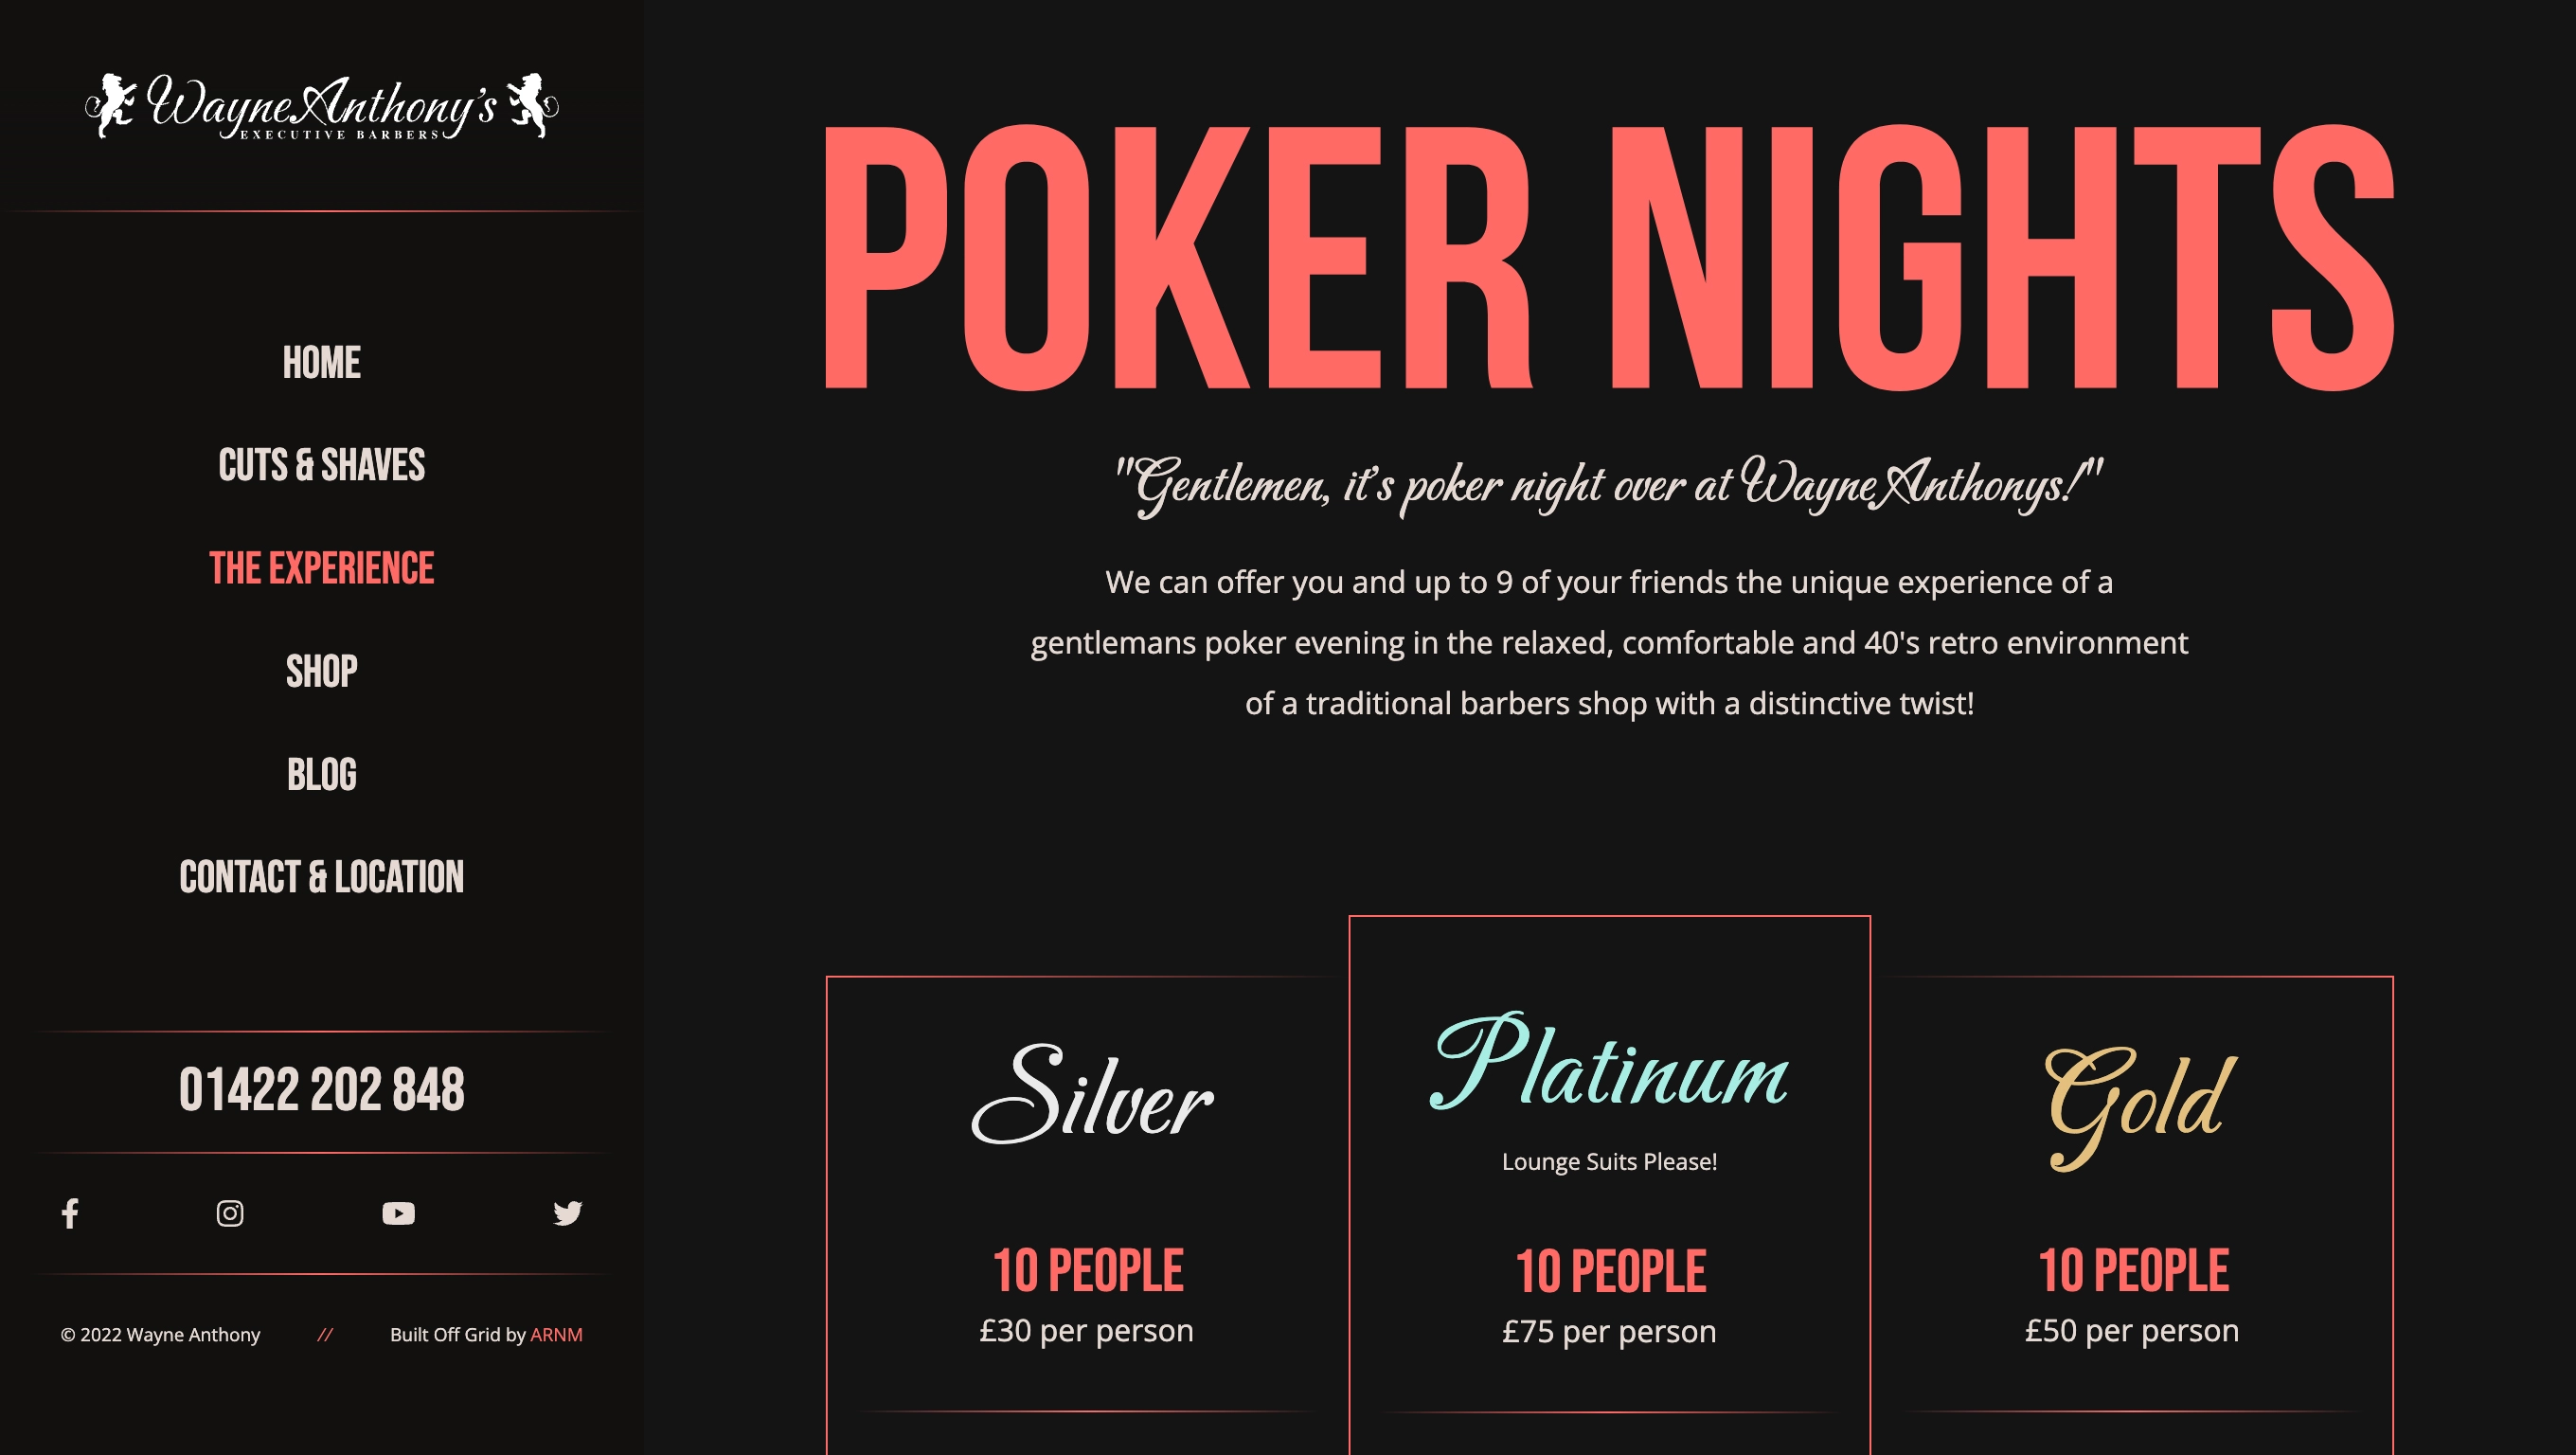 WayneAnthony's
EXECUTIVE BARBERS
HOME
CUTS & SHAVES
THE EXPERIENCE
SHOP
BLOG
CONTACT & LOCATION
01422 202 848
© 2022 Wayne Anthony // Built Off Grid by ARNM
POKER NIGHTS
"Gentlemen, it's poker night over at WayneAnthonys!"
We can offer you and up to 9 of your friends the unique experience of a
gentlemans poker evening in the relaxed, comfortable and 40's retro environment
of a traditional barbers shop with a distinctive twist!
Silver
10 PEOPLE
£30 per person
Platinum
Lounge Suits Please!
10 PEOPLE
£75 per person
Gold
10 PEOPLE
£50 per person